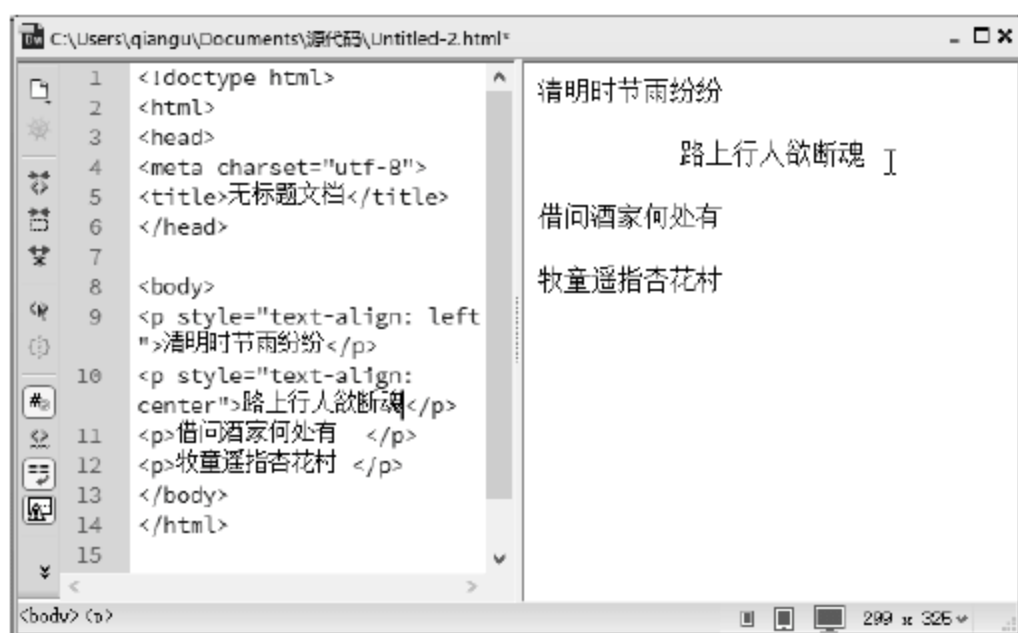 Dw C:\Users\qiangu\Documents\源代码\Untitled-2.html*
1 <!doctype html>
2 <html>
3 <head>
4 <meta charset="utf-8">
5 <title>无标题文档</title>
6 </head>
7
8 <body>
9 <p style="text-align: left
">清明时节雨纷纷</p>
10 <p style="text-align:
center">路上行人欲断魂</p>
11 <p>借问酒家何处有 </p>
12 <p>牧童遥指杏花村 </p>
13 </body>
14 </html>
15
清明时节雨纷纷
路上行人欲断魂
借问酒家何处有
牧童遥指杏花村
<body> <p>
299 x 325